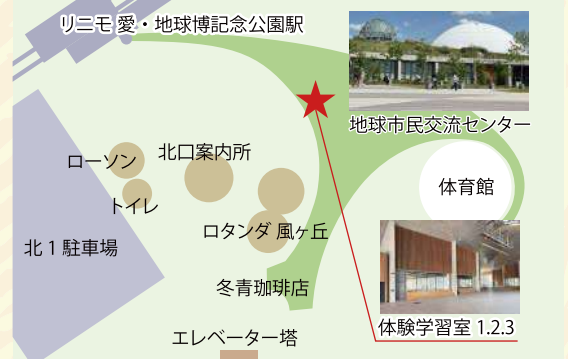 リニモ 愛・地球博記念公園駅
地球市民交流センター
ローソン
北口案内所
体育館
トイレ
ロタンダ 風ヶ丘
北1駐車場
冬青珈琲店
体験学習室 1.2.3
エレベーター塔